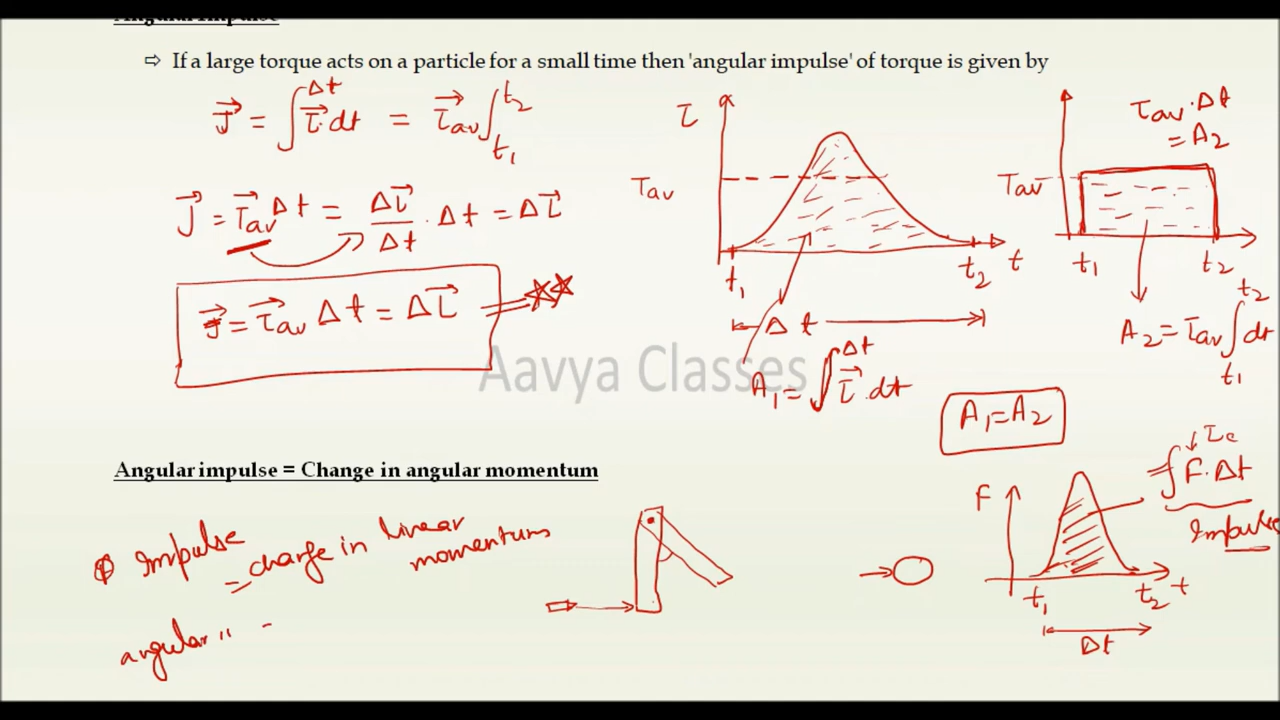 Angular Impulse
⇨ If a large torque acts on a particle for a small time then 'angular impulse' of torque is given by
J⃗ = ∫^Δt τ⃗·dt = τ⃗av ∫_t₁^t₂
J⃗ = τ⃗av Δt = ΔL⃗/Δt · Δt = ΔL⃗
J⃗ = τ⃗av Δt = ΔL⃗
τ
τav
t₁
t₂ t
Δt
A₁ = ∫^Δt τ⃗·dt
τav·Δt
= A₂
τav
t₁ t₂
A₂ = τav ∫_t₁^t₂ dt
A₁ = A₂
Aavya Classes
Angular impulse = Change in angular momentum
Impulse
= change in linear
momentum
angular " -
F
t₁ t₂ t
Δt
∫F·Δt
Impulse